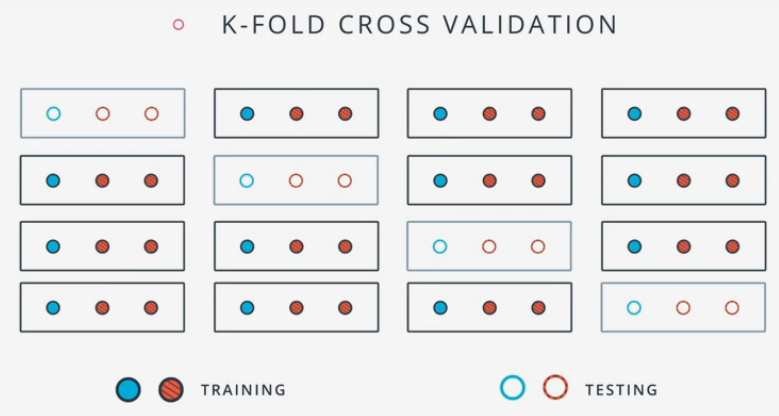 K-FOLD CROSS VALIDATION
TRAINING
TESTING